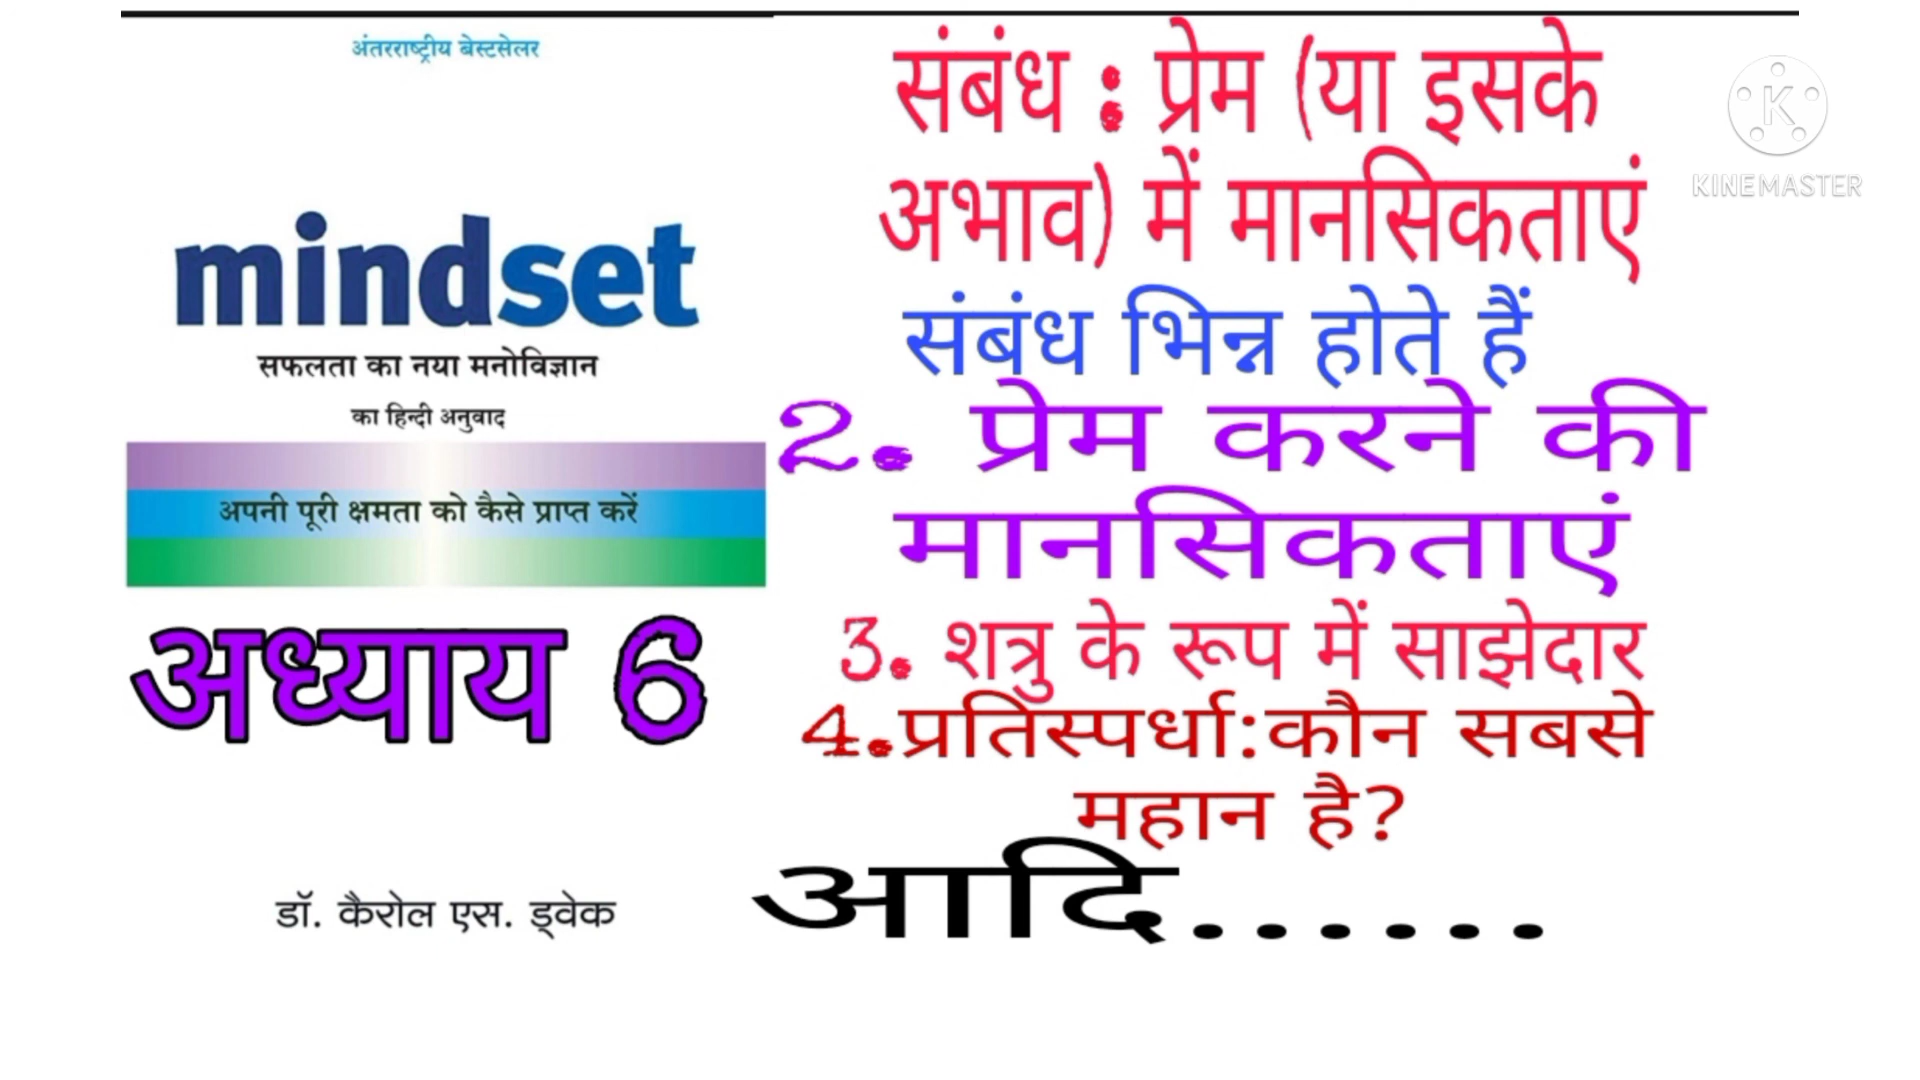 अंतरराष्ट्रीय बेस्टसेलर
mindset
सफलता का नया मनोविज्ञान
का हिन्दी अनुवाद
अपनी पूरी क्षमता को कैसे प्राप्त करें
अध्याय 6
डॉ. कैरोल एस. ड्वेक
संबंध : प्रेम (या इसके
अभाव) में मानसिकताएं
संबंध भिन्न होते हैं
2. प्रेम करने की
मानसिकताएं
3. शत्रु के रूप में साझेदार
4.प्रतिस्पर्धा:कौन सबसे
महान है?
आदि......
K
KINEMASTER